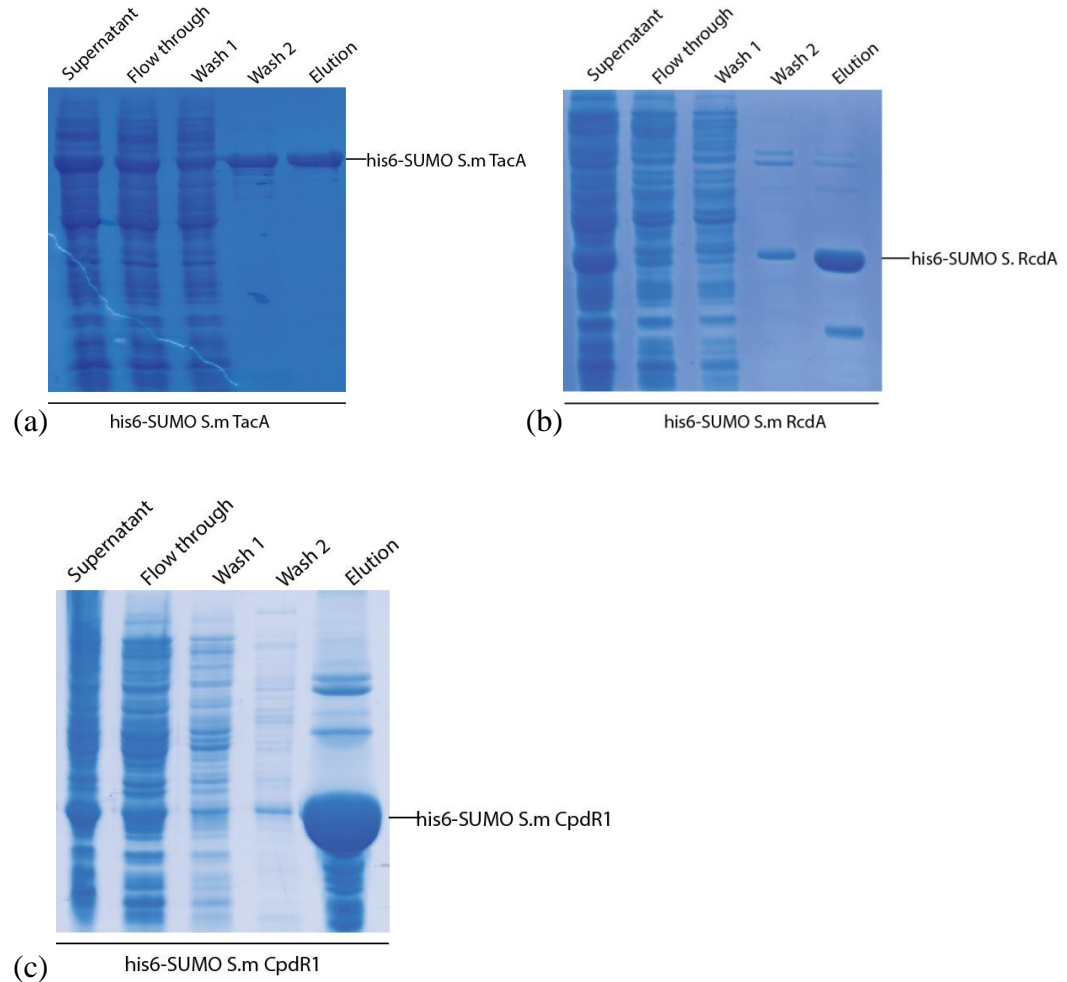 Supernatant
Flow through
Wash 1
Wash 2
Elution
his6-SUMO S.m TacA
(a)
his6-SUMO S.m TacA
Supernatant
Flow through
Wash 1
Wash 2
Elution
his6-SUMO S. RcdA
(b)
his6-SUMO S.m RcdA
Supernatant
Flow through
Wash 1
Wash 2
Elution
his6-SUMO S.m CpdR1
(c)
his6-SUMO S.m CpdR1